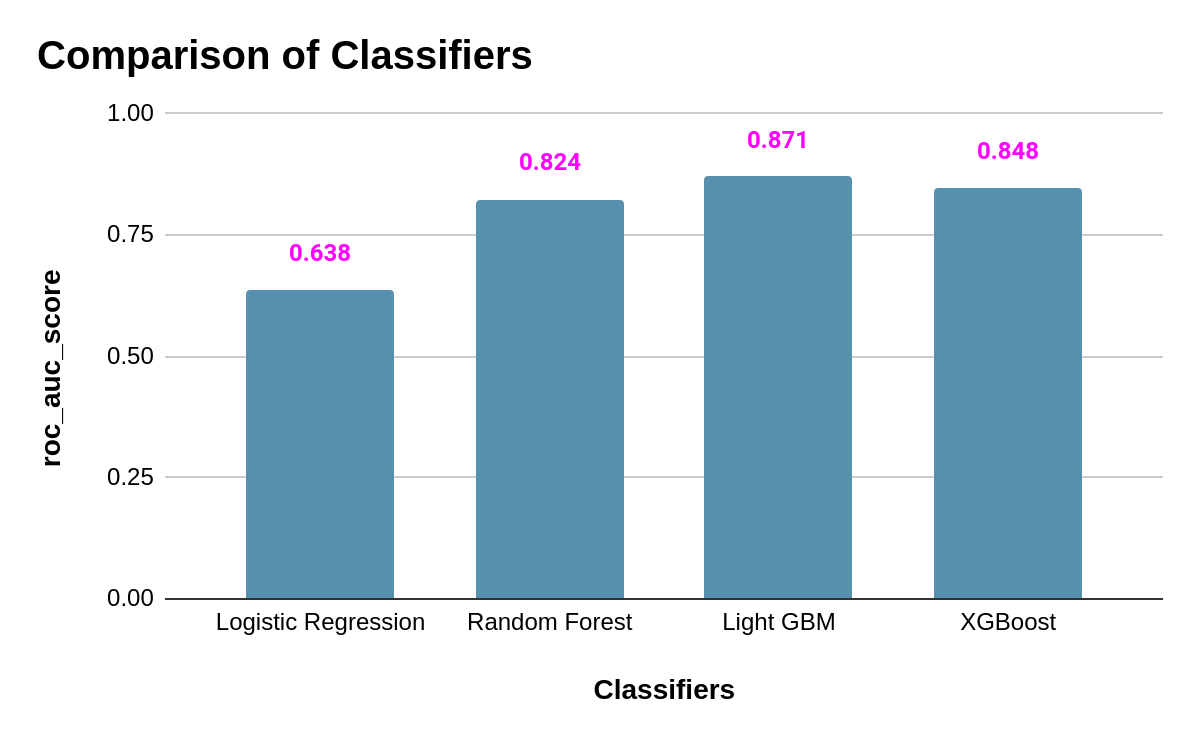 Comparison of Classifiers
1.00
0.75
0.50
0.25
0.00
roc_auc_score
0.638
0.824
0.871
0.848
Logistic Regression
Random Forest
Light GBM
XGBoost
Classifiers